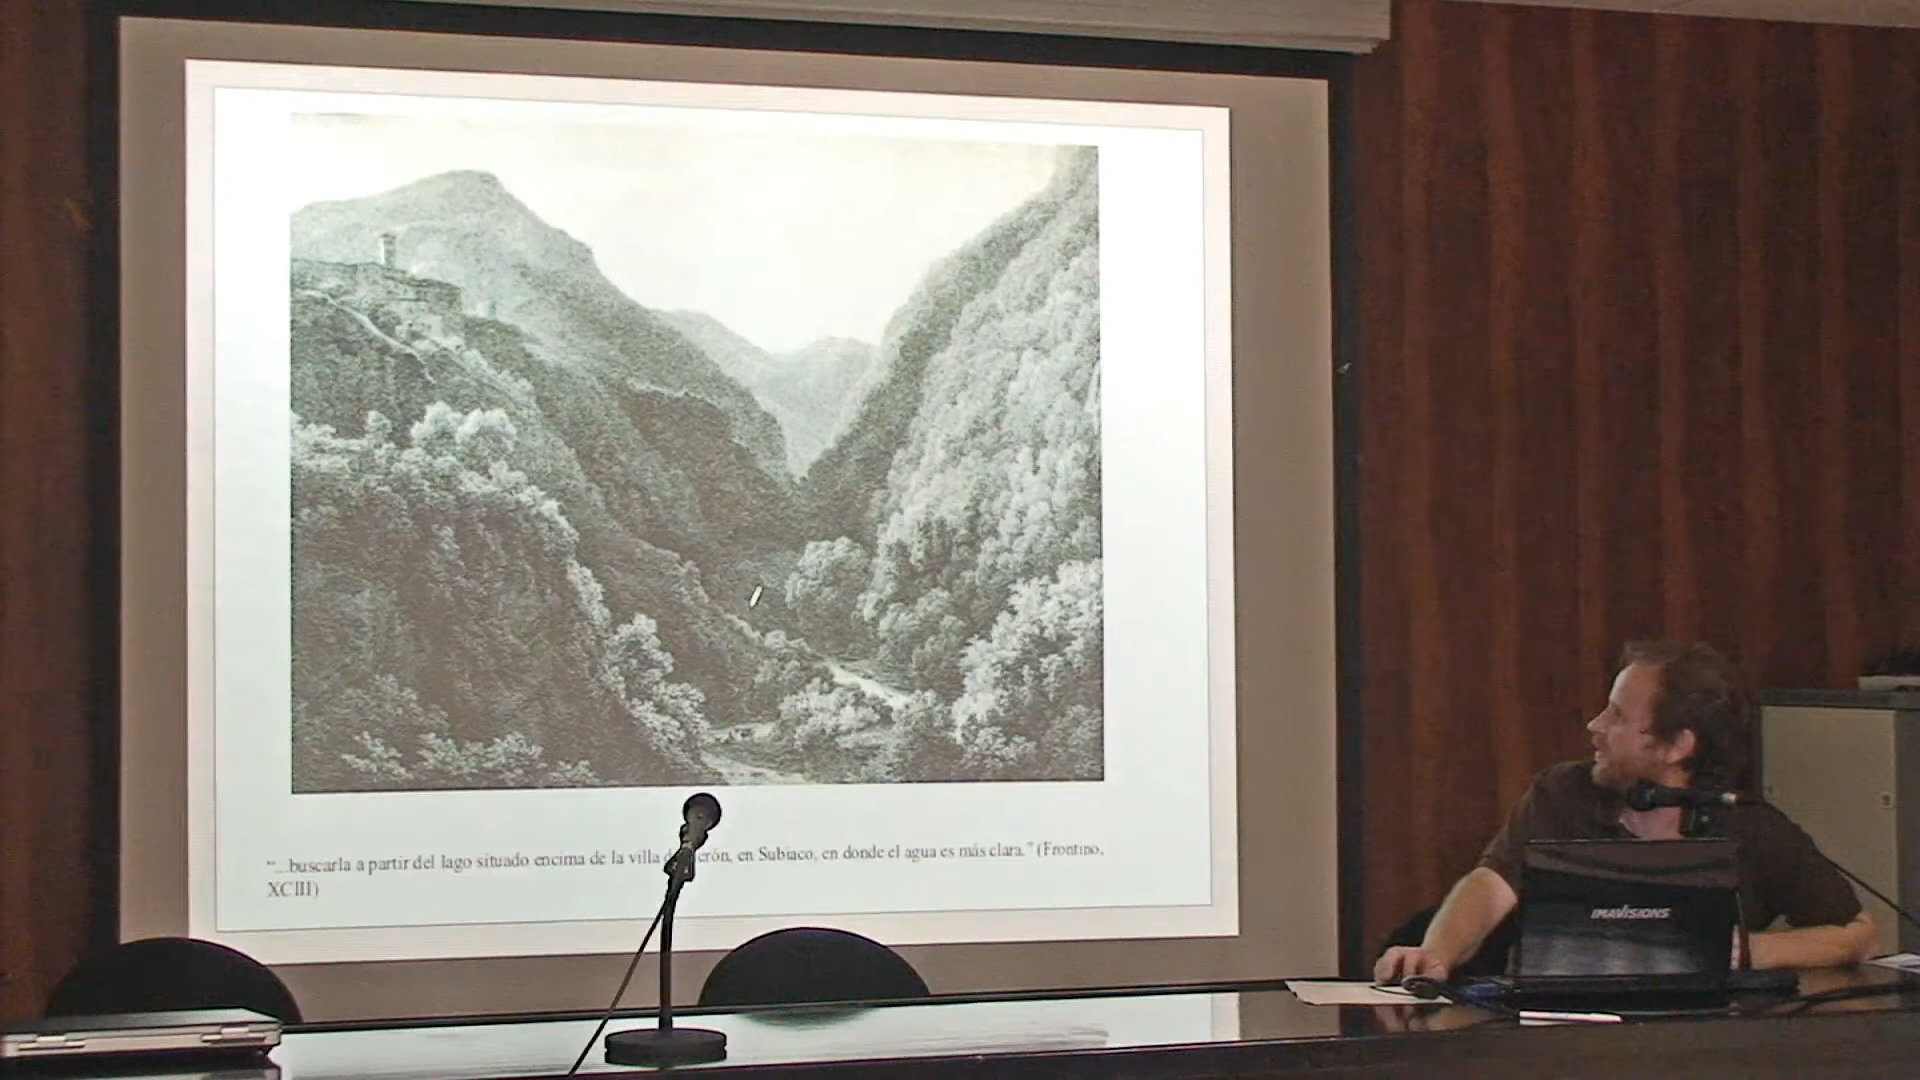 “...buscarla a partir del lago situado encima de la villa de Nerón, en Subiaco, en donde el agua es más clara.” (Frontino,
XCIII)
IMAVISIONS